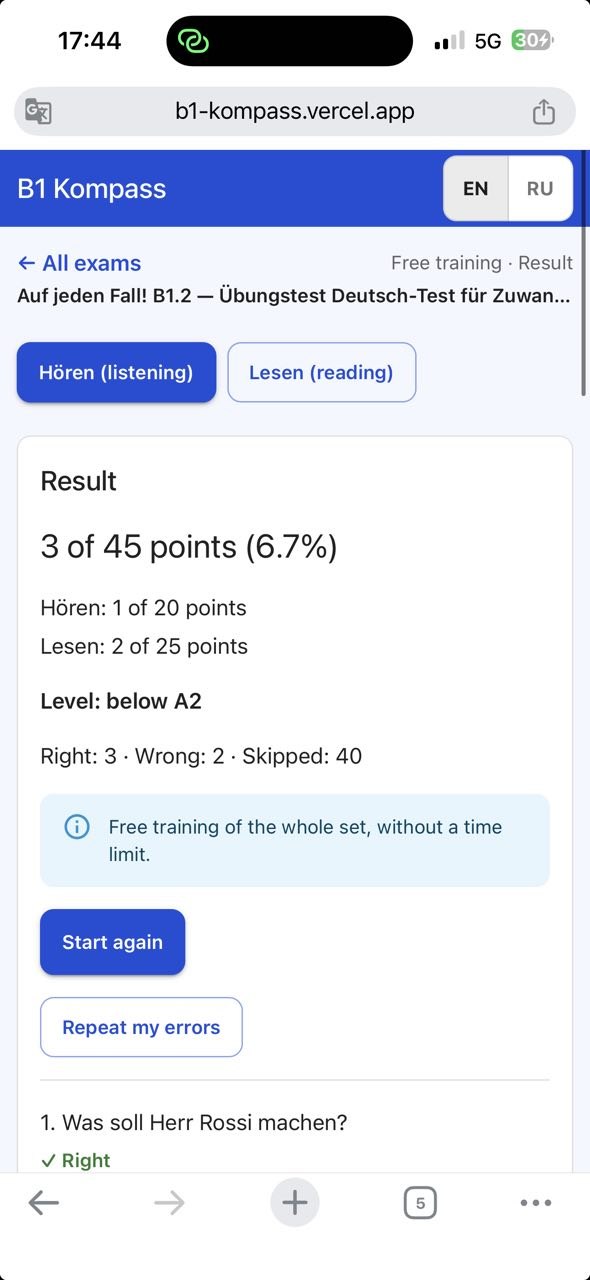 17:44
5G
30
b1-kompass.vercel.app
B1 Kompass
EN
RU
← All exams
Free training · Result
Auf jeden Fall! B1.2 — Übungstest Deutsch-Test für Zuwan...
Hören (listening)
Lesen (reading)
Result
3 of 45 points (6.7%)
Hören: 1 of 20 points
Lesen: 2 of 25 points
Level: below A2
Right: 3 · Wrong: 2 · Skipped: 40
Free training of the whole set, without a time
limit.
Start again
Repeat my errors
1. Was soll Herr Rossi machen?
✓ Right
5